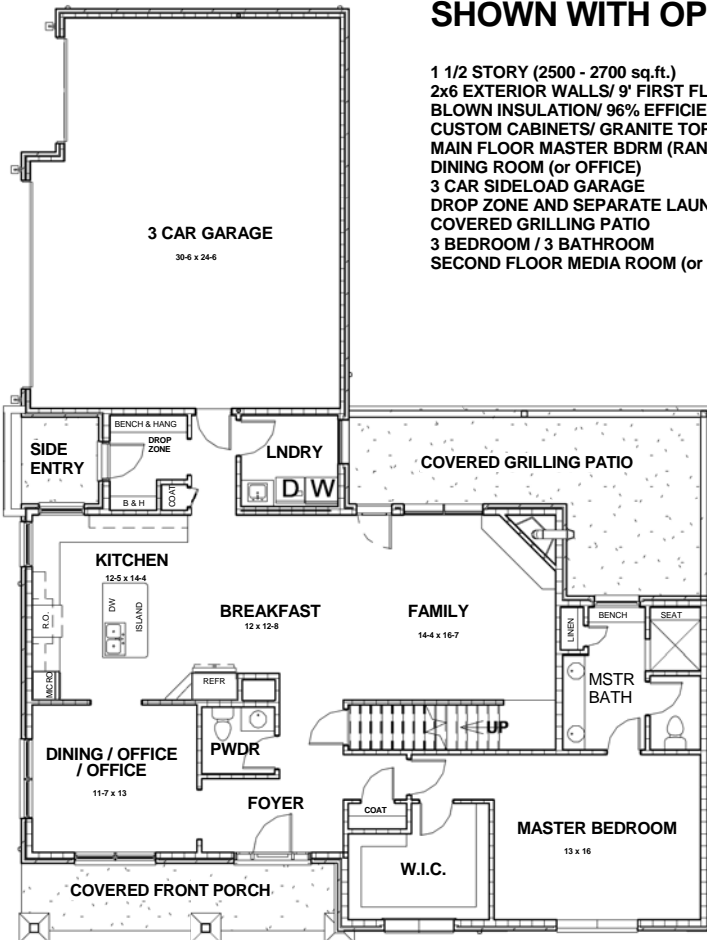 SHOWN WITH OP
1 1/2 STORY (2500 - 2700 sq.ft.)
2x6 EXTERIOR WALLS/ 9' FIRST FL
BLOWN INSULATION/ 96% EFFICIE
CUSTOM CABINETS/ GRANITE TOP
MAIN FLOOR MASTER BDRM (RAN
DINING ROOM (or OFFICE)
3 CAR SIDELOAD GARAGE
DROP ZONE AND SEPARATE LAUN
COVERED GRILLING PATIO
3 BEDROOM / 3 BATHROOM
SECOND FLOOR MEDIA ROOM (or
3 CAR GARAGE
30-6 x 24-6
SIDE
ENTRY
BENCH & HANG
DROP
ZONE
B & H
COAT
LNDRY
D W
COVERED GRILLING PATIO
KITCHEN
12-5 x 14-4
DW
ISLAND
R.O.
MICRO
BREAKFAST
12 x 12-8
FAMILY
14-4 x 16-7
REFR
LINEN
BENCH
SEAT
MSTR
BATH
UP
PWDR
DINING / OFFICE
/ OFFICE
11-7 x 13
FOYER
COAT
W.I.C.
MASTER BEDROOM
13 x 16
COVERED FRONT PORCH